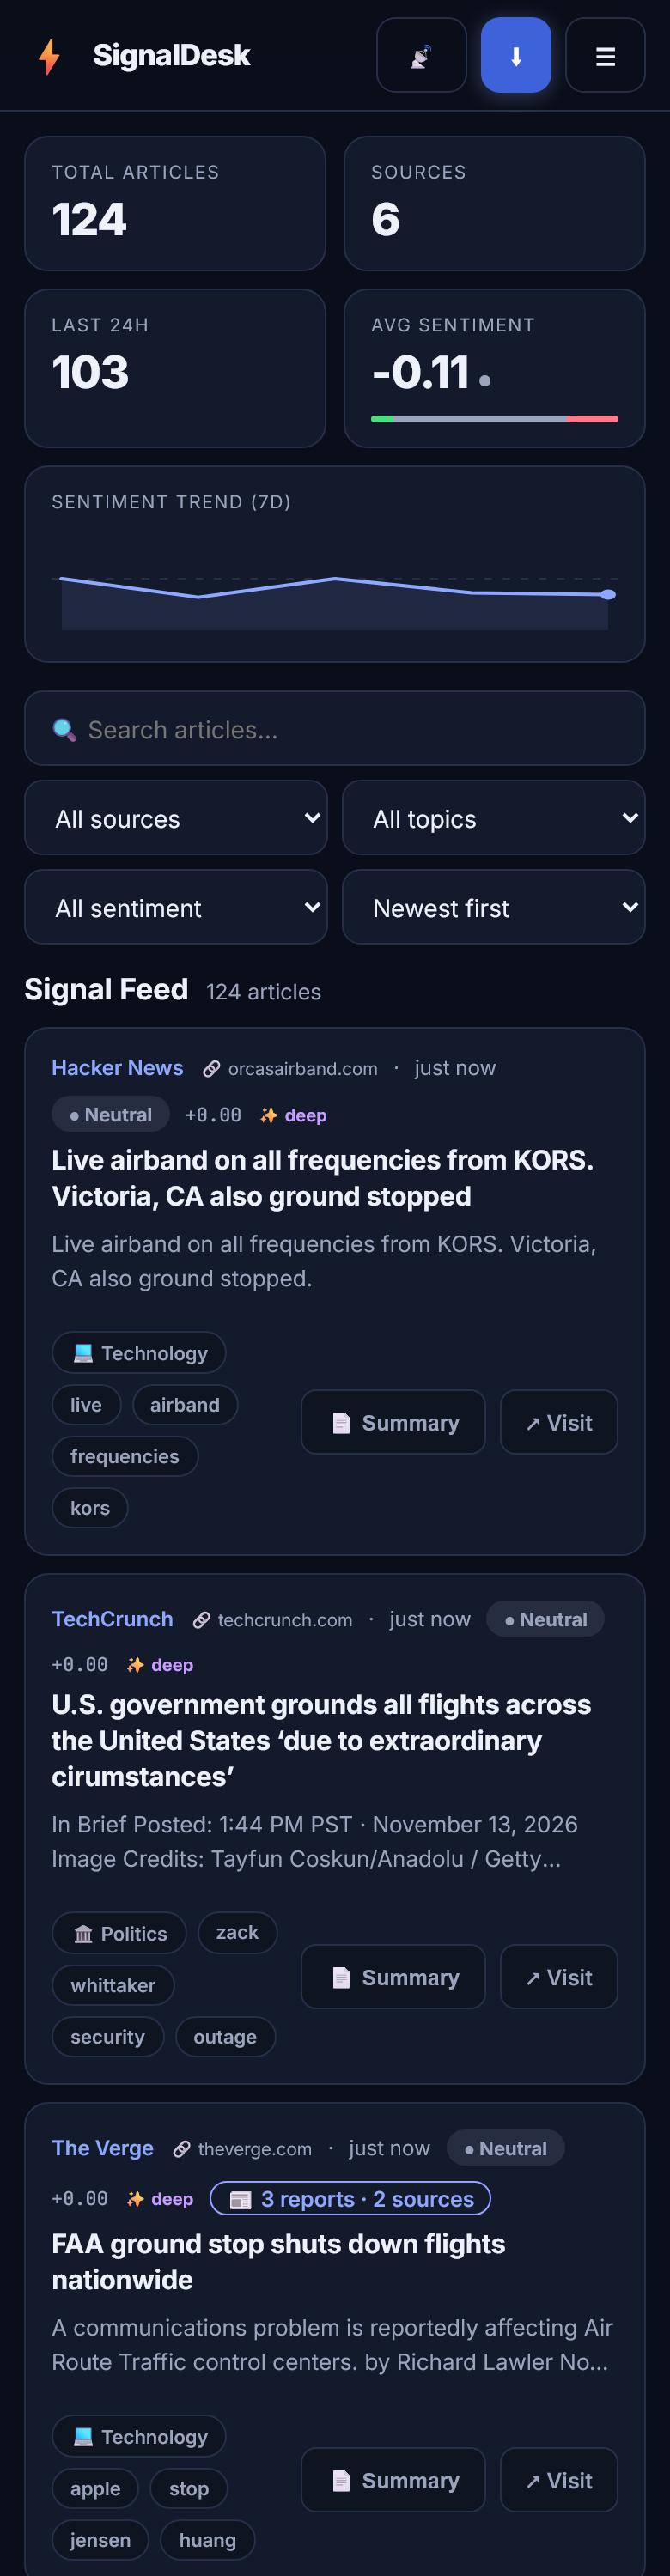 SignalDesk
TOTAL ARTICLES
124
SOURCES
6
LAST 24H
103
AVG SENTIMENT
-0.11
SENTIMENT TREND (7D)
Search articles...
All sources
All topics
All sentiment
Newest first
Signal Feed 124 articles
Hacker News orcasairband.com · just now
Neutral +0.00 deep
Live airband on all frequencies from KORS.
Victoria, CA also ground stopped
Live airband on all frequencies from KORS. Victoria,
CA also ground stopped.
Technology
live airband
frequencies
kors
Summary
Visit
TechCrunch techcrunch.com · just now Neutral
+0.00 deep
U.S. government grounds all flights across
the United States ‘due to extraordinary
cirumstances’
In Brief Posted: 1:44 PM PST · November 13, 2026
Image Credits: Tayfun Coskun/Anadolu / Getty...
Politics zack
whittaker
security outage
Summary
Visit
The Verge theverge.com · just now Neutral
+0.00 deep 3 reports · 2 sources
FAA ground stop shuts down flights
nationwide
A communications problem is reportedly affecting Air
Route Traffic control centers. by Richard Lawler No...
Technology
apple stop
jensen huang
Summary
Visit